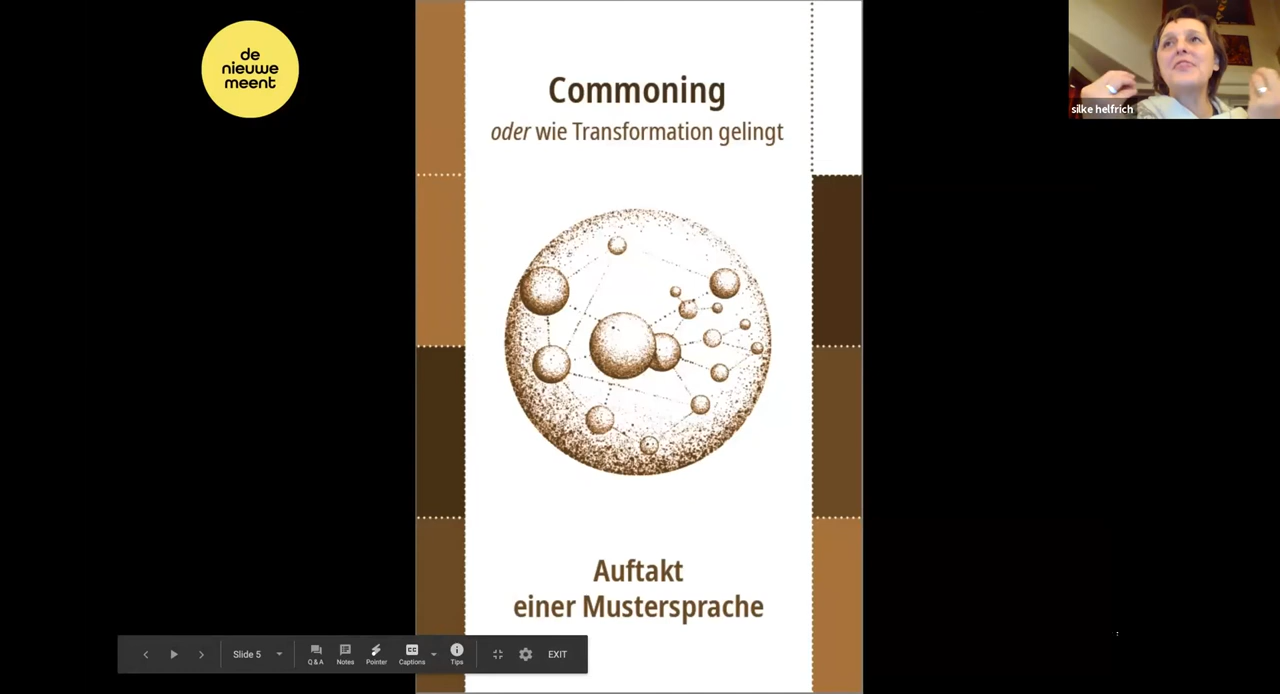 de
nieuwe
meent
Commoning
oder wie Transformation gelingt
silke helfrich
Auftakt
einer Mustersprache
Slide 5
Q & A
Notes
Pointer
Captions
Tips
EXIT